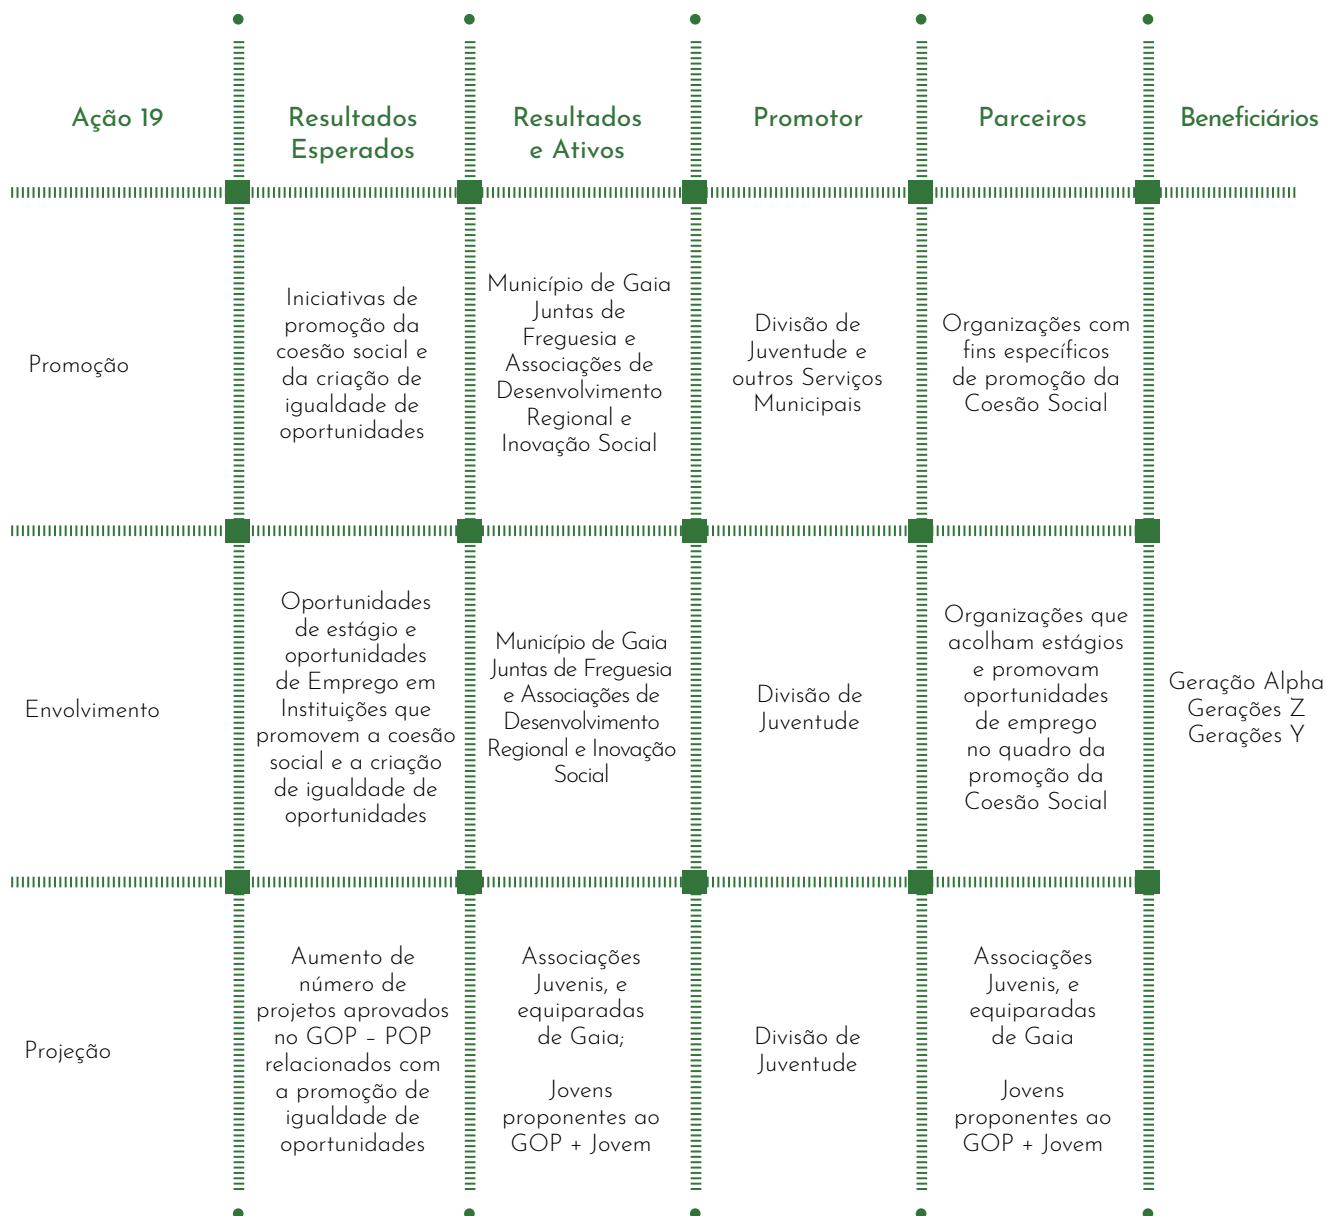 Ação 19
Resultados
Esperados
Resultados
e Ativos
Promotor
Parceiros
Beneficiários
Promoção
Iniciativas de
promoção da
coesão social e
da criação de
igualdade de
oportunidades
Município de Gaia
Juntas de
Freguesia e
Associações de
Desenvolvimento
Regional e
Inovação Social
Divisão de
Juventude e
outros Serviços
Municipais
Organizações com
fins específicos
de promoção da
Coesão Social
Envolvimento
Oportunidades
de estágio e
oportunidades
de Emprego em
Instituições que
promovem a coesão
social e a criação
de igualdade de
oportunidades
Município de Gaia
Juntas de Freguesia
e Associações de
Desenvolvimento
Regional e Inovação
Social
Divisão de
Juventude
Organizações que
acolham estágios
e promovam
oportunidades
de emprego
no quadro da
promoção da
Coesão Social
Geração Alpha
Gerações Z
Gerações Y
Projeção
Aumento de
número de
projetos aprovados
no GOP – POP
relacionados com
a promoção de
igualdade de
oportunidades
Associações
Juvenis, e
equiparadas
de Gaia;
Jovens
proponentes ao
GOP + Jovem
Divisão de
Juventude
Associações
Juvenis, e
equiparadas
de Gaia
Jovens
proponentes ao
GOP + Jovem